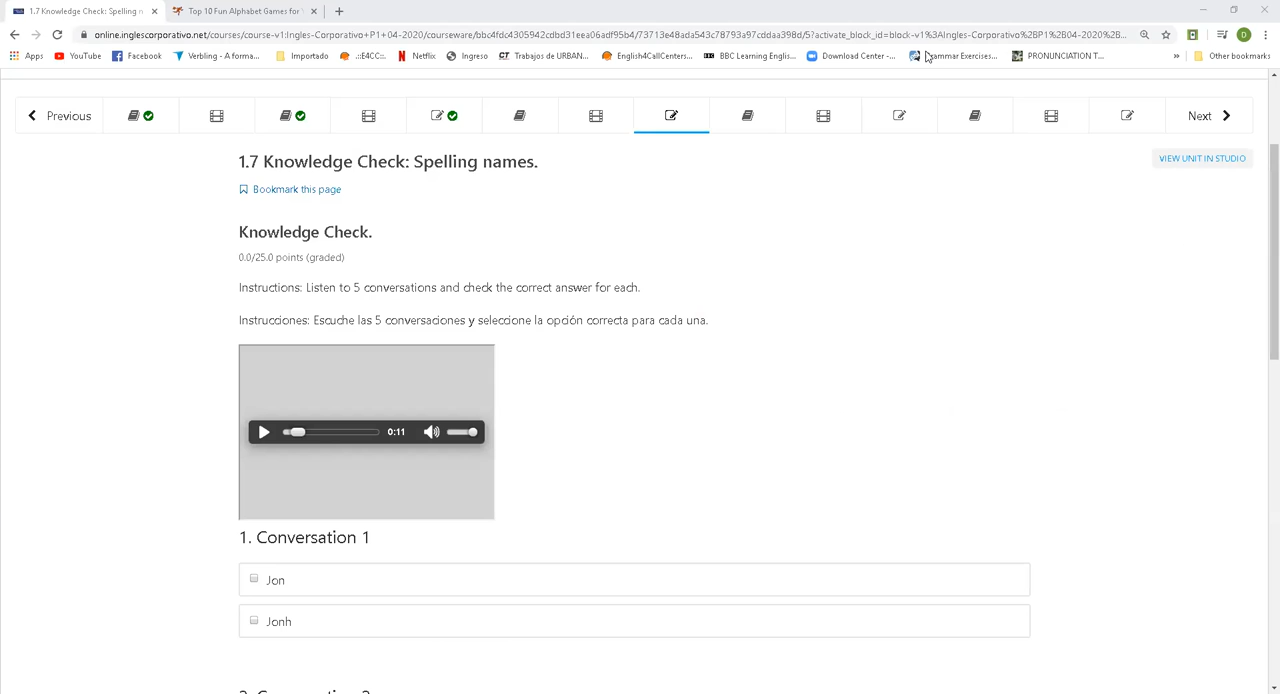 1.7 Knowledge Check: Spelling n
Top 10 Fun Alphabet Games for
online.inglescorporativo.net/courses/course-v1:Ingles-Corporativo+P1+04-2020/courseware/bbc4fdc4305942cdbd31eea06adf95b4/73713e48ada543c78793a97cddaa398d/5?activate_block_id=block-v1%3AIngles-Corporativo%2BP1%2B04-2020%2B...
D
Apps YouTube Facebook Verbling - A forma... Importado .::E4CC::. Netflix Ingreso Trabajos de URBAN... English4CallCenters... BBC Learning Englis... Download Center -... Grammar Exercises... PRONUNCIATION T... » Other bookmarks
Previous Next
1.7 Knowledge Check: Spelling names.
VIEW UNIT IN STUDIO
Bookmark this page
Knowledge Check.
0.0/25.0 points (graded)
Instructions: Listen to 5 conversations and check the correct answer for each.
Instrucciones: Escuche las 5 conversaciones y seleccione la opción correcta para cada una.
0:11
1. Conversation 1
Jon
Jonh